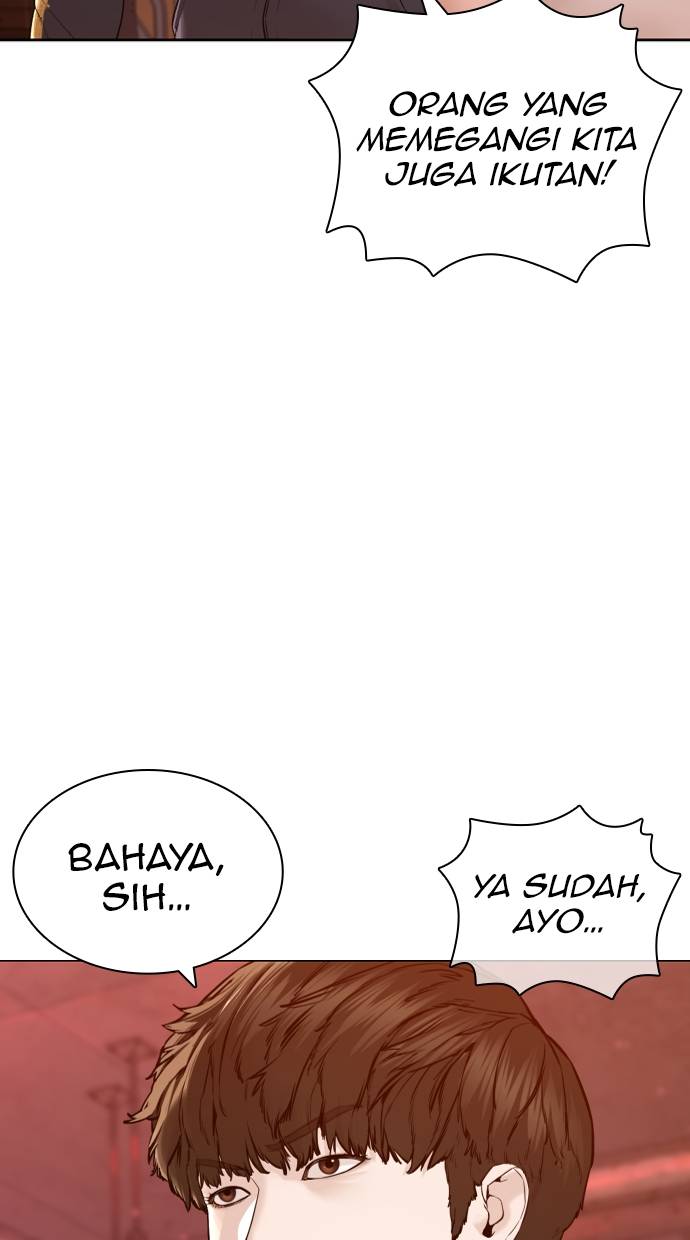 ORANG YANG
MEMEGANGI KITA
JUGA IKUTAN!
BAHAYA,
SIH...
YA SUDAH,
AYO...